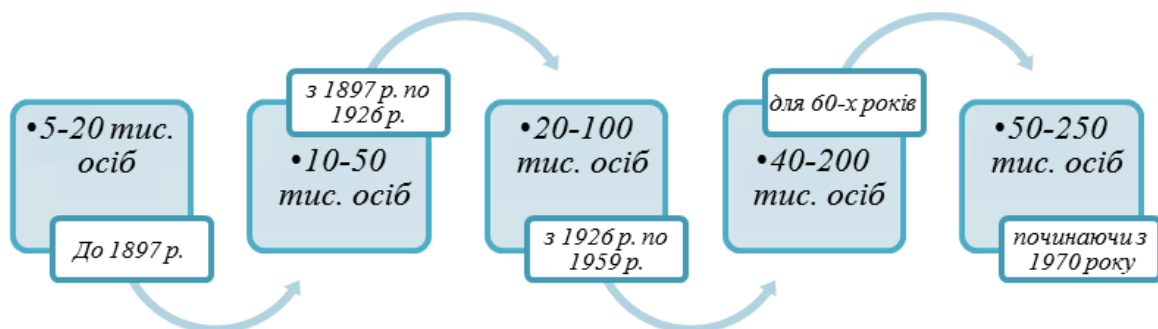 •5-20 тис.
осіб
До 1897 р.
з 1897 р. по
1926 р.
•10-50
тис. осіб
•20-100
тис. осіб
з 1926 р. по
1959 р.
для 60-х років
•40-200
тис. осіб
•50-250
тис. осіб
починаючи з
1970 року